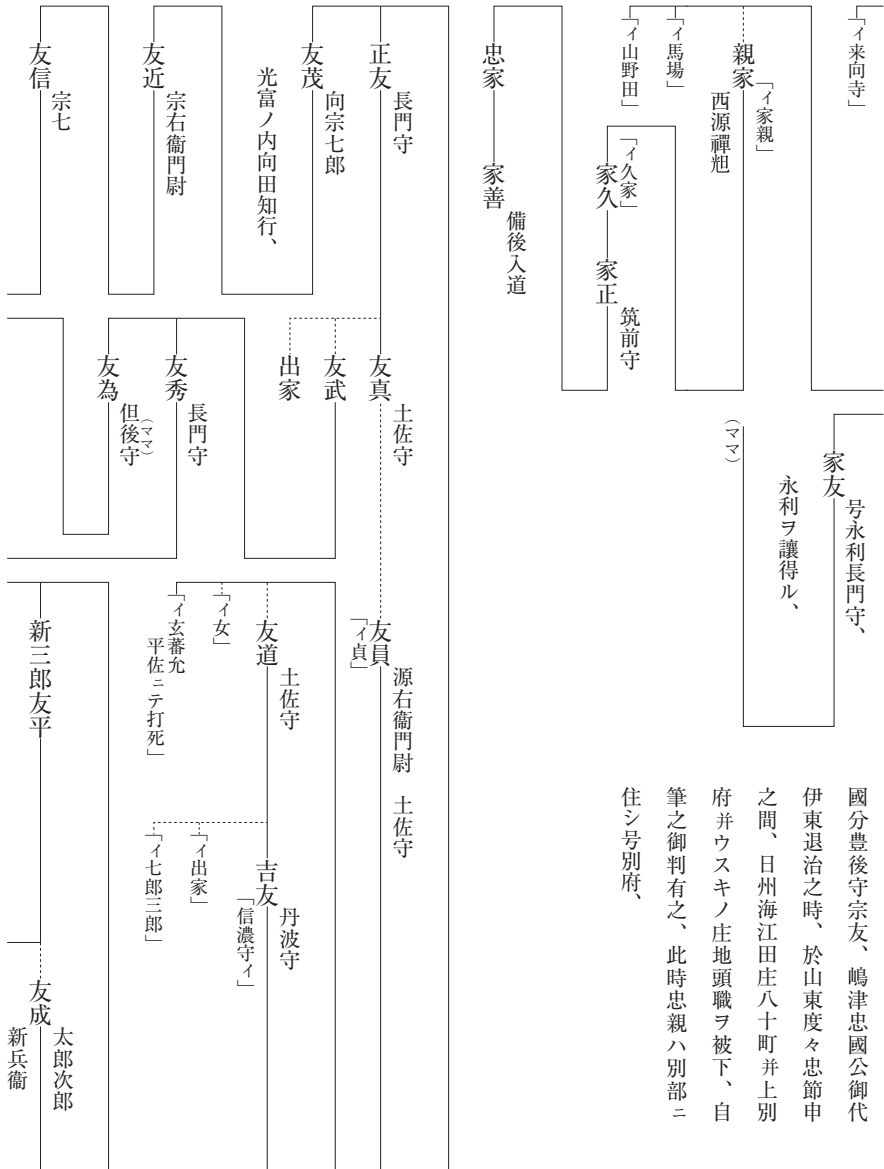 「イ来向寺」
親家
「イ家親」
西源禪尅
「イ馬場」
「イ山野田」
家久
「イ久家」
家正
筑前守
忠家
家善
備後入道
家友
号永利長門守、
永利ヲ讓得ル、
(ママ)
國分豊後守宗友、嶋津忠國公御代
伊東退治之時、於山東度々忠節申
之間、日州海江田庄八十町并上別
府并ウスキノ庄地頭職ヲ被下、自
筆之御判有之、此時忠親ハ別部ニ
住シ号別府、
正友
長門守
友茂
向宗七郎
光富ノ内向田知行、
友近
宗右衞門尉
友信
宗七
友真
土佐守
友武
出家
友秀
長門守
友為
但後守
(ママ)
友員
「イ貞」
源右衞門尉 土佐守
友道
土佐守
「イ女」
「イ玄蕃允
平佐ニテ打死」
吉友
丹波守
「信濃守イ」
「イ出家」
「イ七郎三郎」
新三郎友平
友成
太郎次郎
新兵衞